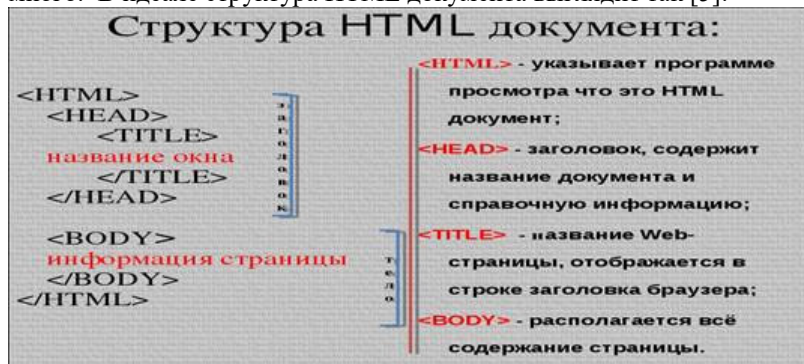 Структура HTML документа:
<HTML>
<HEAD>
<TITLE>
название окна
</TITLE>
</HEAD>
заголовок
<BODY>
информация страницы
</BODY>
</HTML>
тело
<HTML> - указывает программе
просмотра что это HTML
документ;
<HEAD> - заголовок, содержит
название документа и
справочную информацию;
<TITLE> - название Web-
страницы, отображается в
строке заголовка браузера;
<BODY> - располагается всё
содержание страницы.